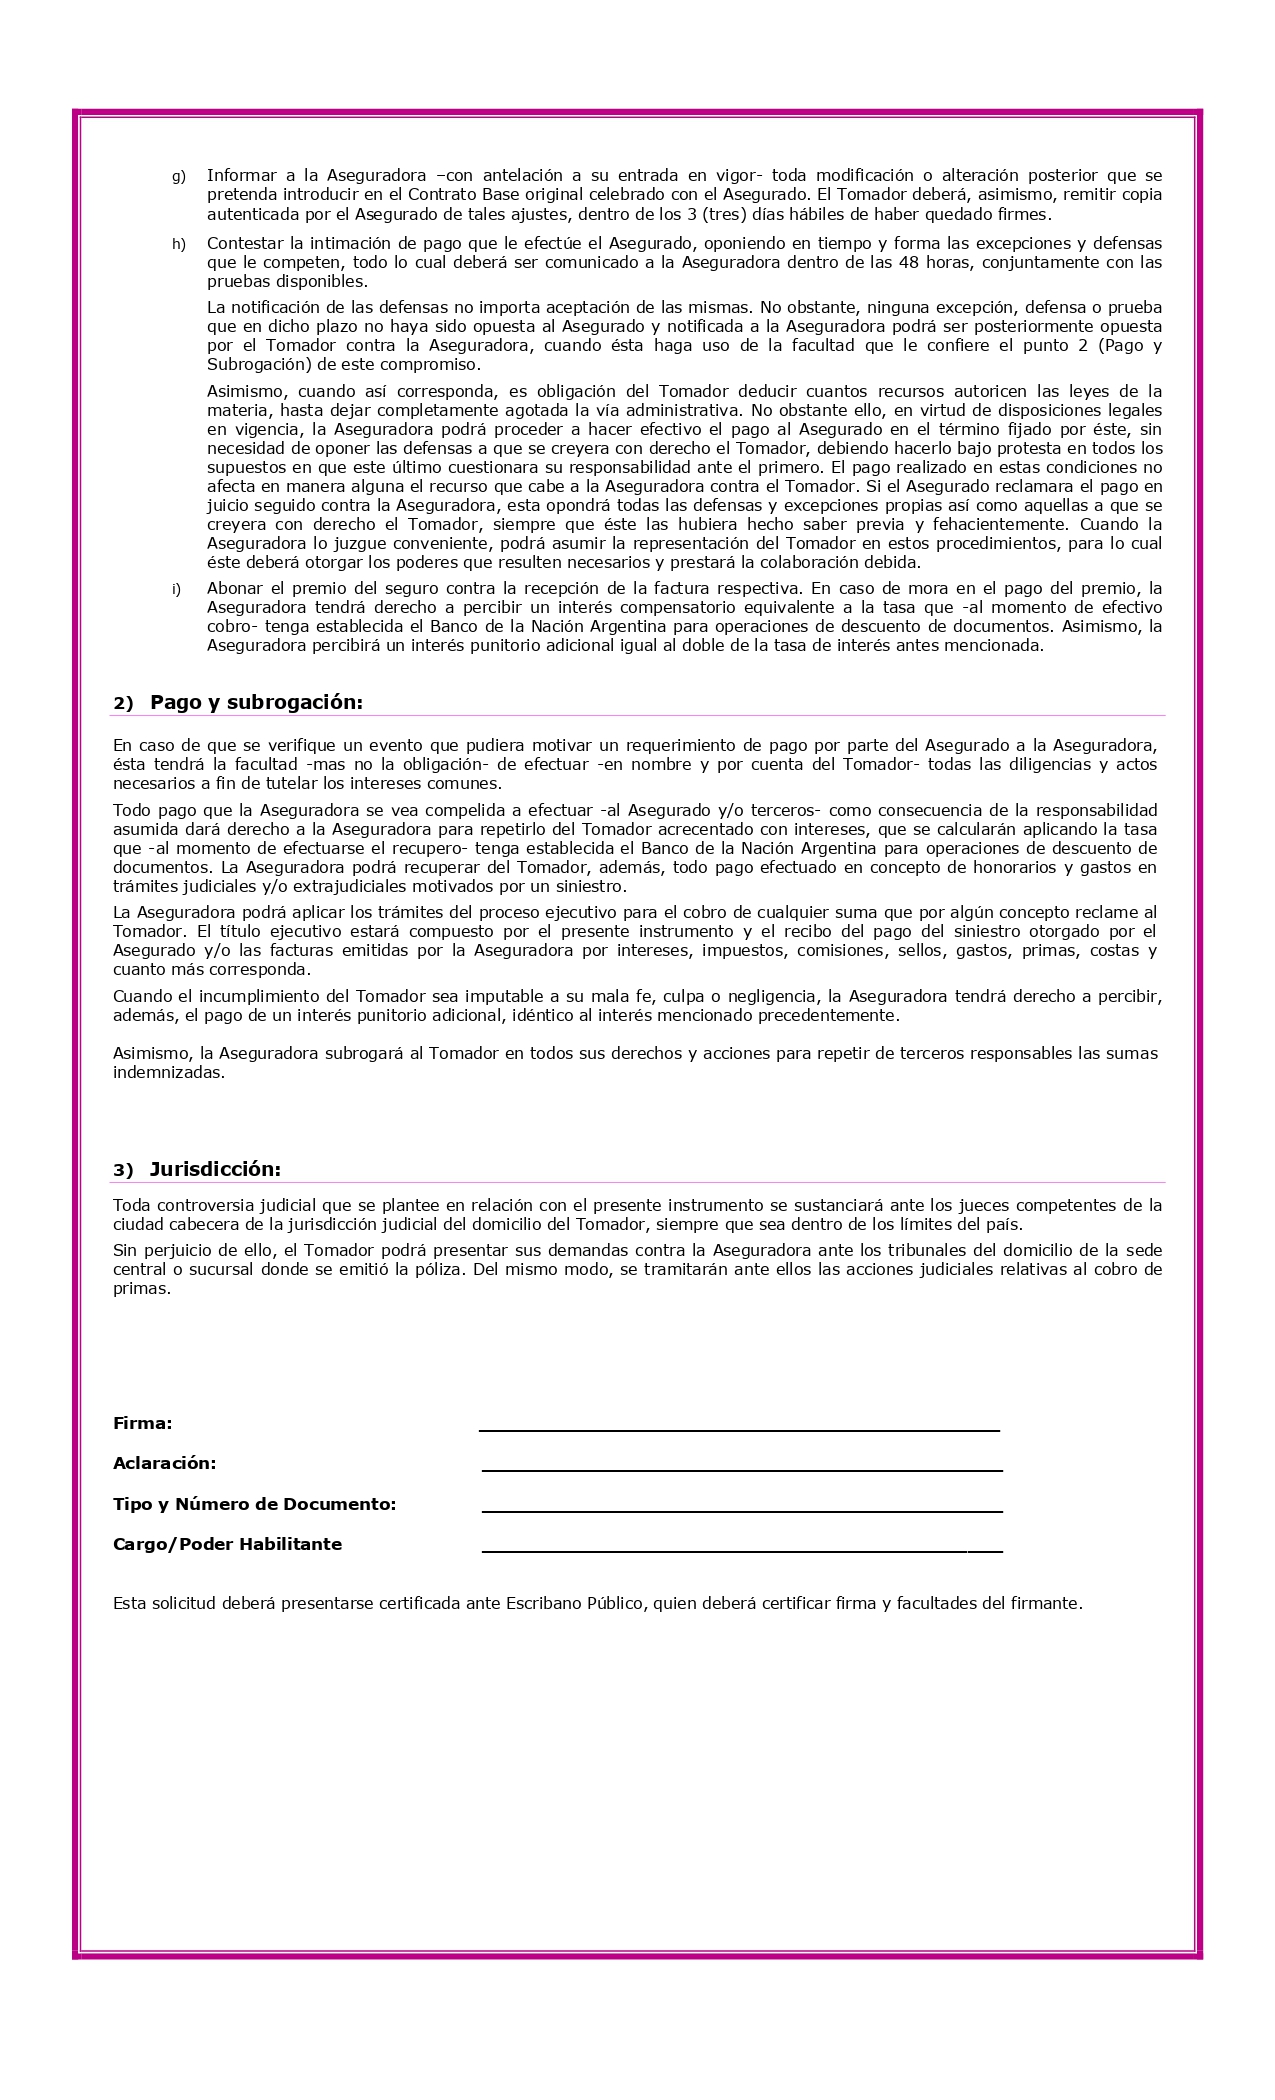 g) Informar a la Aseguradora –con antelación a su entrada en vigor- toda modificación o alteración posterior que se
pretenda introducir en el Contrato Base original celebrado con el Asegurado. El Tomador deberá, asimismo, remitir copia
autenticada por el Asegurado de tales ajustes, dentro de los 3 (tres) días hábiles de haber quedado firmes.
h) Contestar la intimación de pago que le efectúe el Asegurado, oponiendo en tiempo y forma las excepciones y defensas
que le competen, todo lo cual deberá ser comunicado a la Aseguradora dentro de las 48 horas, conjuntamente con las
pruebas disponibles.
La notificación de las defensas no importa aceptación de las mismas. No obstante, ninguna excepción, defensa o prueba
que en dicho plazo no haya sido opuesta al Asegurado y notificada a la Aseguradora podrá ser posteriormente opuesta
por el Tomador contra la Aseguradora, cuando ésta haga uso de la facultad que le confiere el punto 2 (Pago y
Subrogación) de este compromiso.
Asimismo, cuando así corresponda, es obligación del Tomador deducir cuantos recursos autoricen las leyes de la
materia, hasta dejar completamente agotada la vía administrativa. No obstante ello, en virtud de disposiciones legales
en vigencia, la Aseguradora podrá proceder a hacer efectivo el pago al Asegurado en el término fijado por éste, sin
necesidad de oponer las defensas a que se creyera con derecho el Tomador, debiendo hacerlo bajo protesta en todos los
supuestos en que este último cuestionara su responsabilidad ante el primero. El pago realizado en estas condiciones no
afecta en manera alguna el recurso que cabe a la Aseguradora contra el Tomador. Si el Asegurado reclamara el pago en
juicio seguido contra la Aseguradora, esta opondrá todas las defensas y excepciones propias así como aquellas a que se
creyera con derecho el Tomador, siempre que éste las hubiera hecho saber previa y fehacientemente. Cuando la
Aseguradora lo juzgue conveniente, podrá asumir la representación del Tomador en estos procedimientos, para lo cual
éste deberá otorgar los poderes que resulten necesarios y prestará la colaboración debida.
i) Abonar el premio del seguro contra la recepción de la factura respectiva. En caso de mora en el pago del premio, la
Aseguradora tendrá derecho a percibir un interés compensatorio equivalente a la tasa que -al momento de efectivo
cobro- tenga establecida el Banco de la Nación Argentina para operaciones de descuento de documentos. Asimismo, la
Aseguradora percibirá un interés punitorio adicional igual al doble de la tasa de interés antes mencionada.
2) Pago y subrogación:
En caso de que se verifique un evento que pudiera motivar un requerimiento de pago por parte del Asegurado a la Aseguradora,
ésta tendrá la facultad -mas no la obligación- de efectuar -en nombre y por cuenta del Tomador- todas las diligencias y actos
necesarios a fin de tutelar los intereses comunes.
Todo pago que la Aseguradora se vea compelida a efectuar -al Asegurado y/o terceros- como consecuencia de la responsabilidad
asumida dará derecho a la Aseguradora para repetirlo del Tomador acrecentado con intereses, que se calcularán aplicando la tasa
que -al momento de efectuarse el recupero- tenga establecida el Banco de la Nación Argentina para operaciones de descuento de
documentos. La Aseguradora podrá recuperar del Tomador, además, todo pago efectuado en concepto de honorarios y gastos en
trámites judiciales y/o extrajudiciales motivados por un siniestro.
La Aseguradora podrá aplicar los trámites del proceso ejecutivo para el cobro de cualquier suma que por algún concepto reclame al
Tomador. El título ejecutivo estará compuesto por el presente instrumento y el recibo del pago del siniestro otorgado por el
Asegurado y/o las facturas emitidas por la Aseguradora por intereses, impuestos, comisiones, sellos, gastos, primas, costas y
cuanto más corresponda.
Cuando el incumplimiento del Tomador sea imputable a su mala fe, culpa o negligencia, la Aseguradora tendrá derecho a percibir,
además, el pago de un interés punitorio adicional, idéntico al interés mencionado precedentemente.
Asimismo, la Aseguradora subrogará al Tomador en todos sus derechos y acciones para repetir de terceros responsables las sumas
indemnizadas.
3) Jurisdicción:
Toda controversia judicial que se plantee en relación con el presente instrumento se sustanciará ante los jueces competentes de la
ciudad cabecera de la jurisdicción judicial del domicilio del Tomador, siempre que sea dentro de los límites del país.
Sin perjuicio de ello, el Tomador podrá presentar sus demandas contra la Aseguradora ante los tribunales del domicilio de la sede
central o sucursal donde se emitió la póliza. Del mismo modo, se tramitarán ante ellos las acciones judiciales relativas al cobro de
primas.
Firma:
Aclaración:
Tipo y Número de Documento:
Cargo/Poder Habilitante
Esta solicitud deberá presentarse certificada ante Escribano Público, quien deberá certificar firma y facultades del firmante.